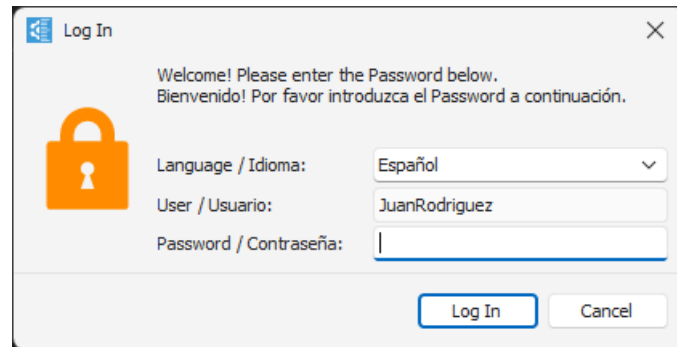 Log In
Welcome! Please enter the Password below.
Bienvenido! Por favor introduzca el Password a continuación.
Language / Idioma: Español
User / Usuario: JuanRodriguez
Password / Contraseña:
Log In Cancel